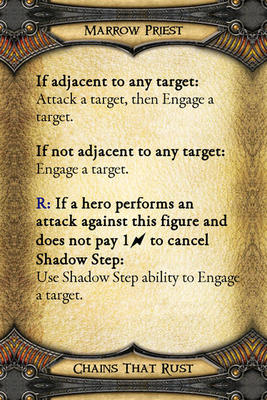 Marrow Priest
If adjacent to any target:
Attack a target, then Engage a
target.
If not adjacent to any target:
Engage a target.
R: If a hero performs an
attack against this figure and
does not pay 1 to cancel
Shadow Step:
Use Shadow Step ability to Engage
a target.
Chains That Rust